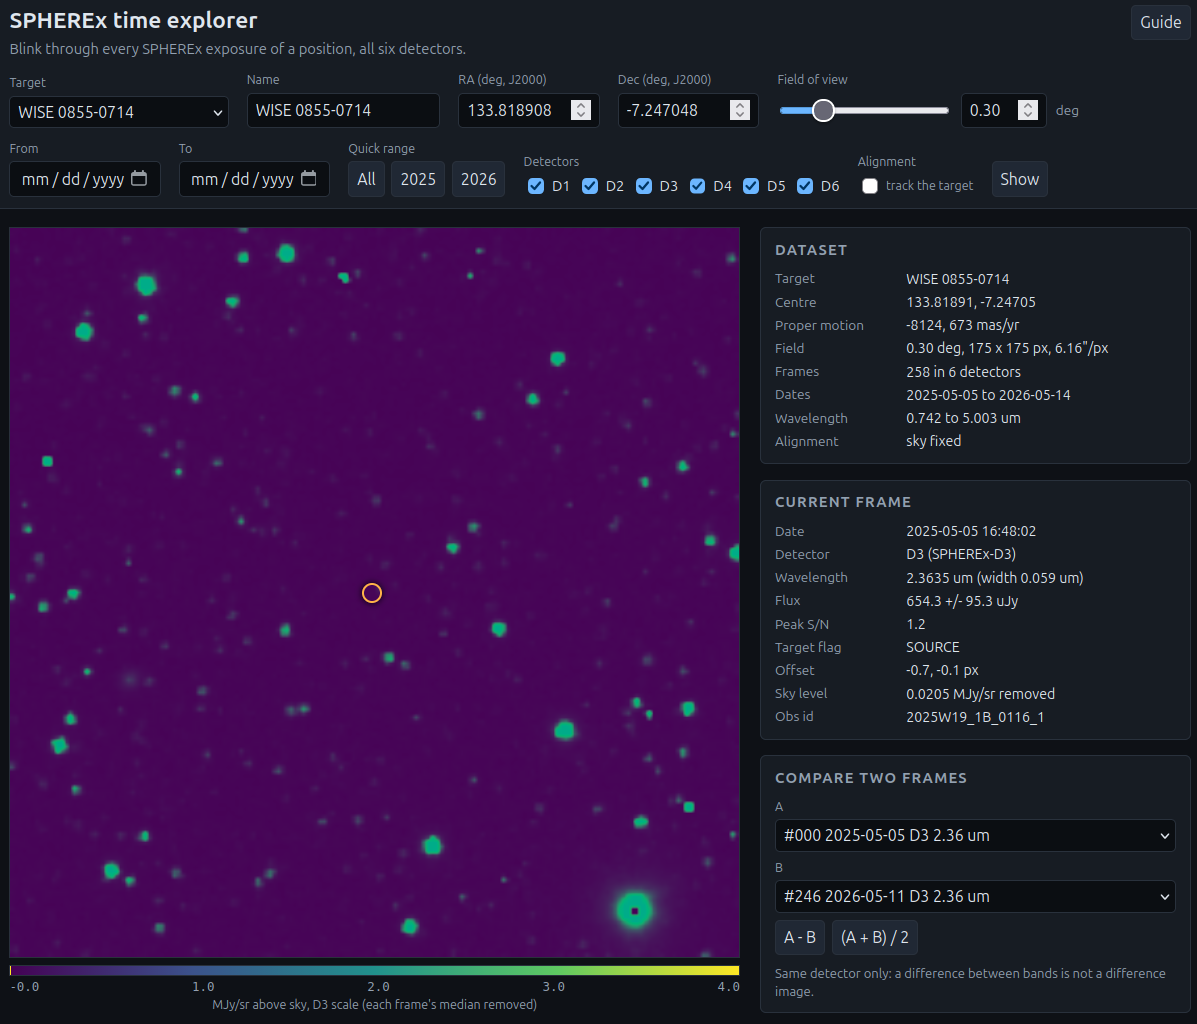 SPHEREx time explorer
Guide
Blink through every SPHEREx exposure of a position, all six detectors.
Target
Name
RA (deg, J2000)
Dec (deg, J2000)
Field of view
WISE 0855-0714
WISE 0855-0714
133.818908
-7.247048
0.30
deg
From
To
Quick range
Detectors
Alignment
mm / dd / yyyy
mm / dd / yyyy
All
2025
2026
D1
D2
D3
D4
D5
D6
track the target
Show
DATASET
Target WISE 0855-0714
Centre 133.81891, -7.24705
Proper motion -8124, 673 mas/yr
Field 0.30 deg, 175 x 175 px, 6.16"/px
Frames 258 in 6 detectors
Dates 2025-05-05 to 2026-05-14
Wavelength 0.742 to 5.003 um
Alignment sky fixed
CURRENT FRAME
Date 2025-05-05 16:48:02
Detector D3 (SPHEREx-D3)
Wavelength 2.3635 um (width 0.059 um)
Flux 654.3 +/- 95.3 uJy
Peak S/N 1.2
Target flag SOURCE
Offset -0.7, -0.1 px
Sky level 0.0205 MJy/sr removed
Obs id 2025W19_1B_0116_1
COMPARE TWO FRAMES
A
#000 2025-05-05 D3 2.36 um
B
#246 2026-05-11 D3 2.36 um
A - B
(A + B) / 2
Same detector only: a difference between bands is not a difference
image.
-0.0 1.0 2.0 3.0 4.0
MJy/sr above sky, D3 scale (each frame's median removed)